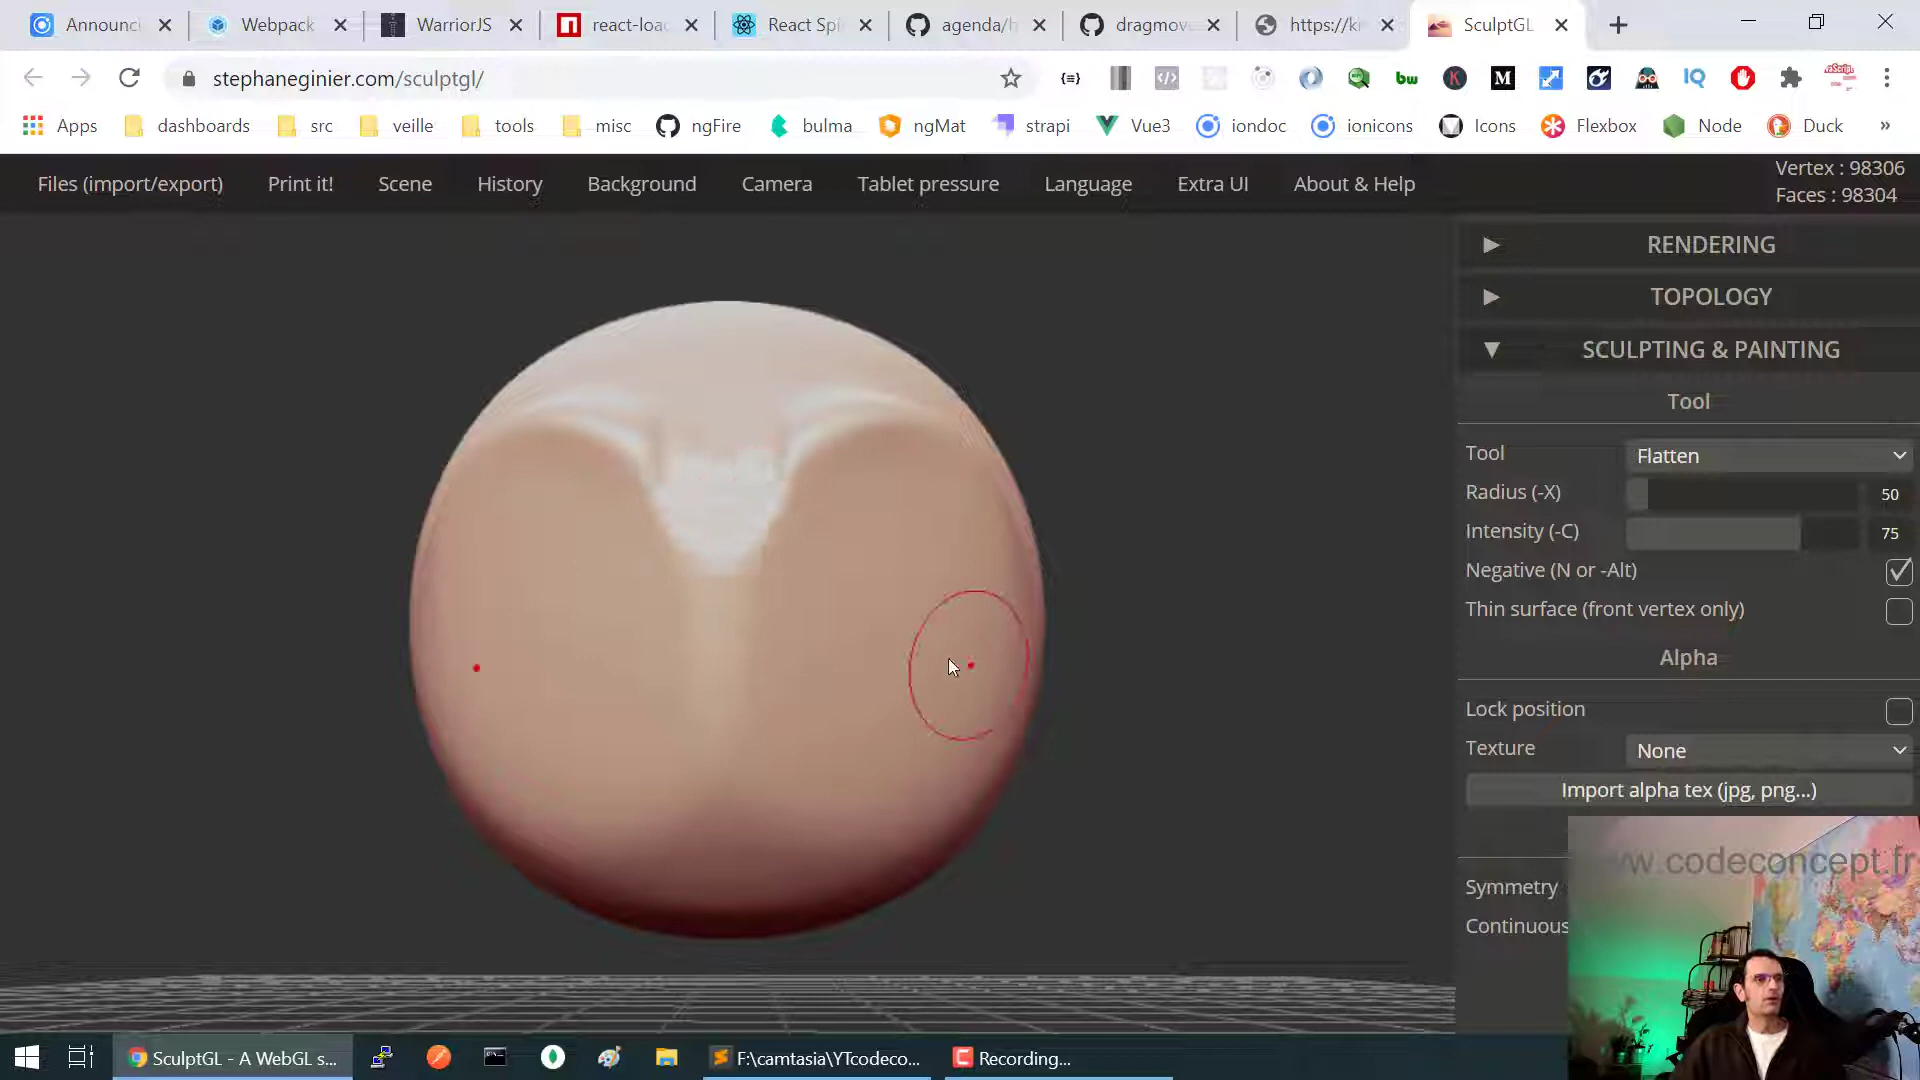 Announc
Webpack
WarriorJS
react-loa
React Spi
agenda/h
dragmov
https://ki
SculptGL
stephaneginier.com/sculptgl/
bw
K
M
IQ
Apps
dashboards
src
veille
tools
misc
ngFire
bulma
ngMat
strapi
Vue3
iondoc
ionicons
Icons
Flexbox
Node
Duck
»
Files (import/export)
Print it!
Scene
History
Background
Camera
Tablet pressure
Language
Extra UI
About & Help
Vertex : 98306
Faces : 98304
RENDERING
TOPOLOGY
SCULPTING & PAINTING
Tool
Tool
Flatten
Radius (-X)
50
Intensity (-C)
75
Negative (N or -Alt)
Thin surface (front vertex only)
Alpha
Lock position
Texture
None
Import alpha tex (jpg, png...)
w.codeconcept.fr
Symmetry
Continuous
SculptGL - A WebGL s...
F:\camtasia\YTcodeco...
Recording...